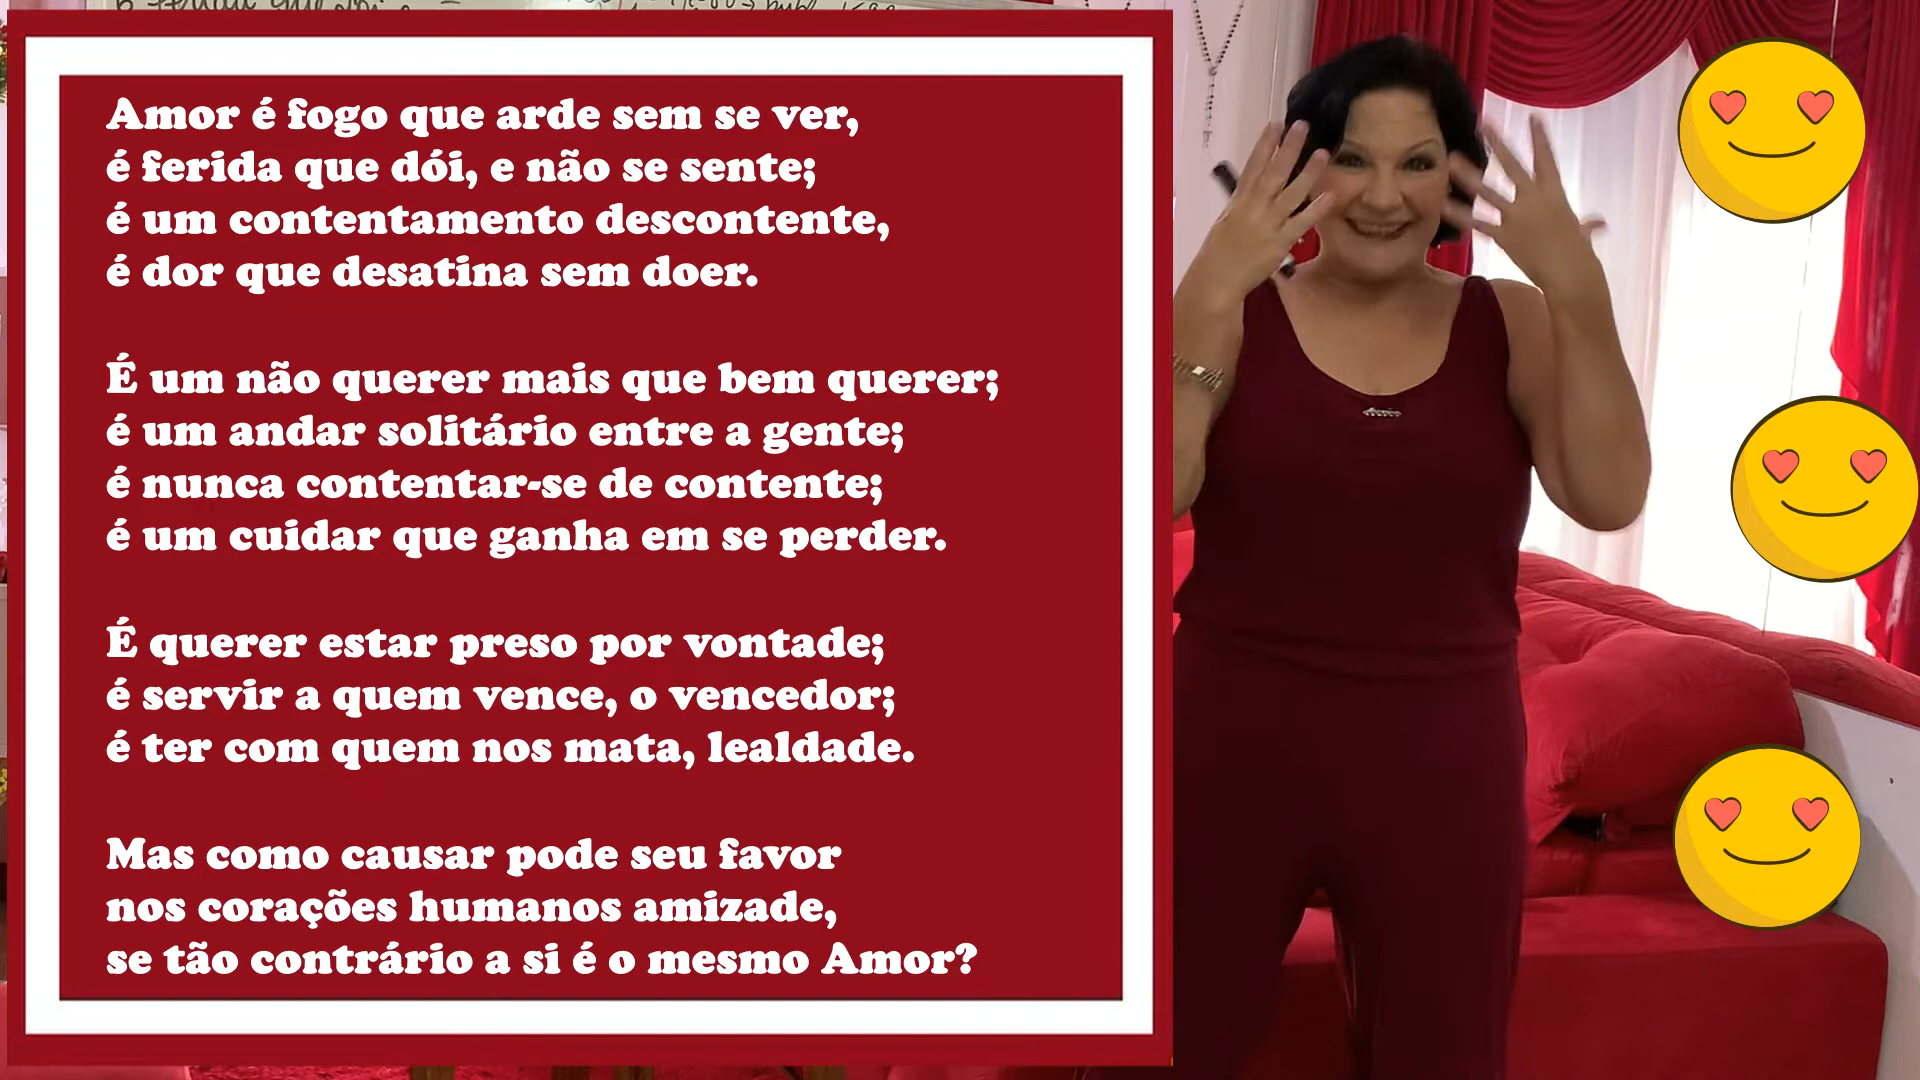 Amor é fogo que arde sem se ver,
é ferida que dói, e não se sente;
é um contentamento descontente,
é dor que desatina sem doer.
É um não querer mais que bem querer;
é um andar solitário entre a gente;
é nunca contentar-se de contente;
é um cuidar que ganha em se perder.
É querer estar preso por vontade;
é servir a quem vence, o vencedor;
é ter com quem nos mata, lealdade.
Mas como causar pode seu favor
nos corações humanos amizade,
se tão contrário a si é o mesmo Amor?